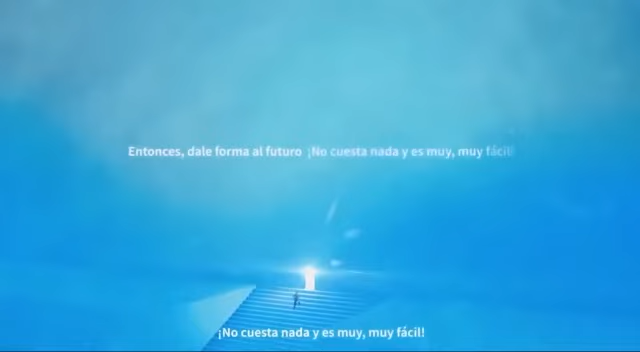 Entonces, dale forma al futuro ¡No cuesta nada y es muy, muy fácil!
¡No cuesta nada y es muy, muy fácil!